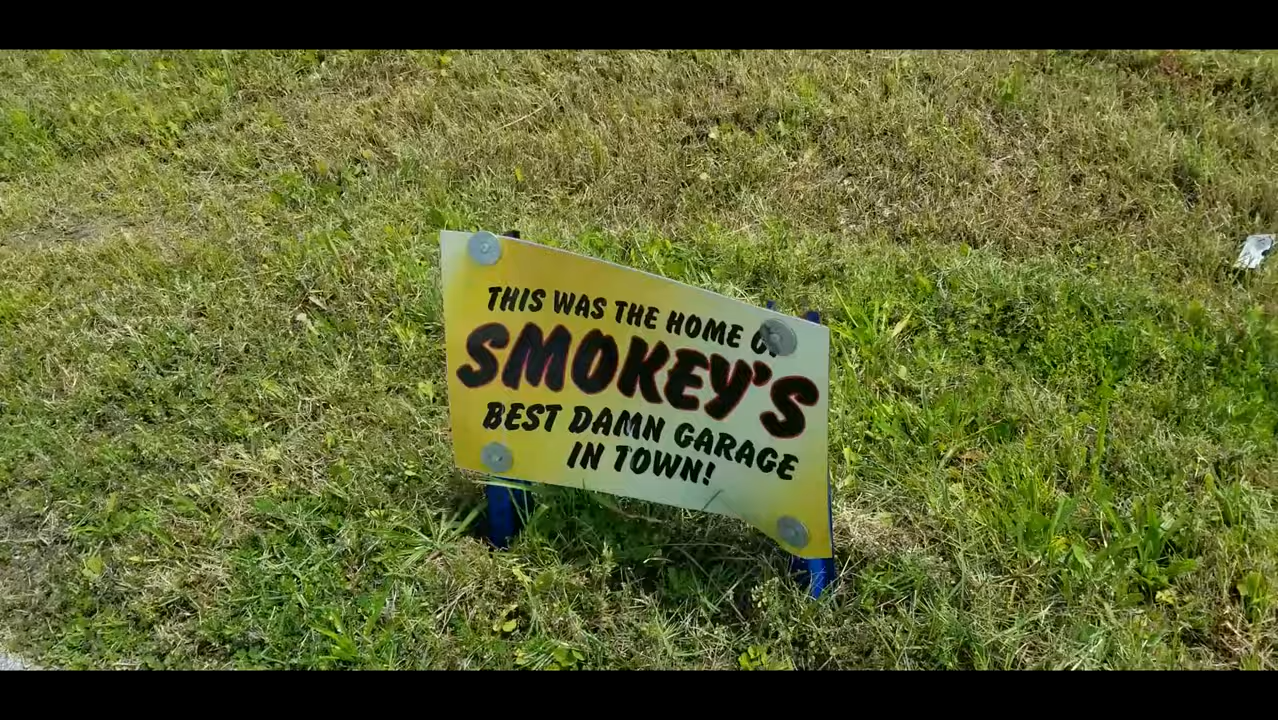 THIS WAS THE HOME OF
SMOKEY'S
BEST DAMN GARAGE
IN TOWN!